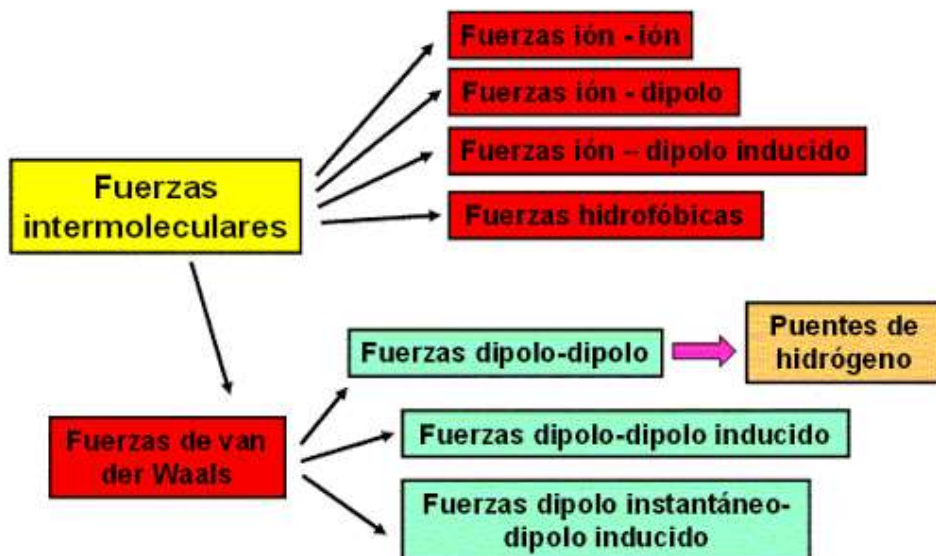 Fuerzas ión - ión
Fuerzas ión - dipolo
Fuerzas ión – dipolo inducido
Fuerzas
intermoleculares
Fuerzas hidrofóbicas
Fuerzas dipolo-dipolo
Puentes de
hidrógeno
Fuerzas de van
der Waals
Fuerzas dipolo-dipolo inducido
Fuerzas dipolo instantáneo-
dipolo inducido